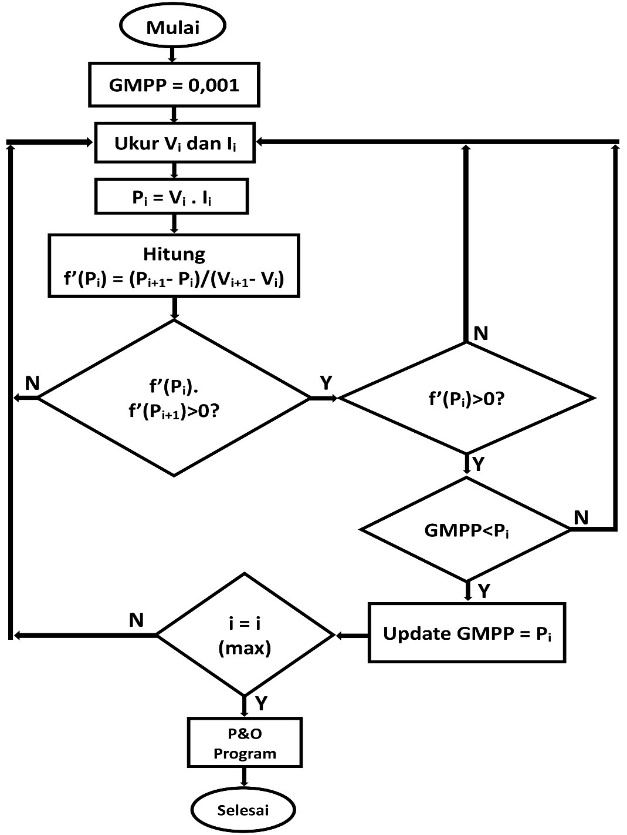 Mulai
GMPP = 0,001
Ukur Vᵢ dan Iᵢ
Pᵢ = Vᵢ . Iᵢ
Hitung
f’(Pᵢ) = (Pᵢ₊₁- Pᵢ)/(Vᵢ₊₁- Vᵢ)
N
f’(Pᵢ).
f’(Pᵢ₊₁)>0?
Y
N
f’(Pᵢ)>0?
Y
GMPP<Pᵢ
N
Y
Update GMPP = Pᵢ
N
i = i
(max)
Y
P&O
Program
Selesai